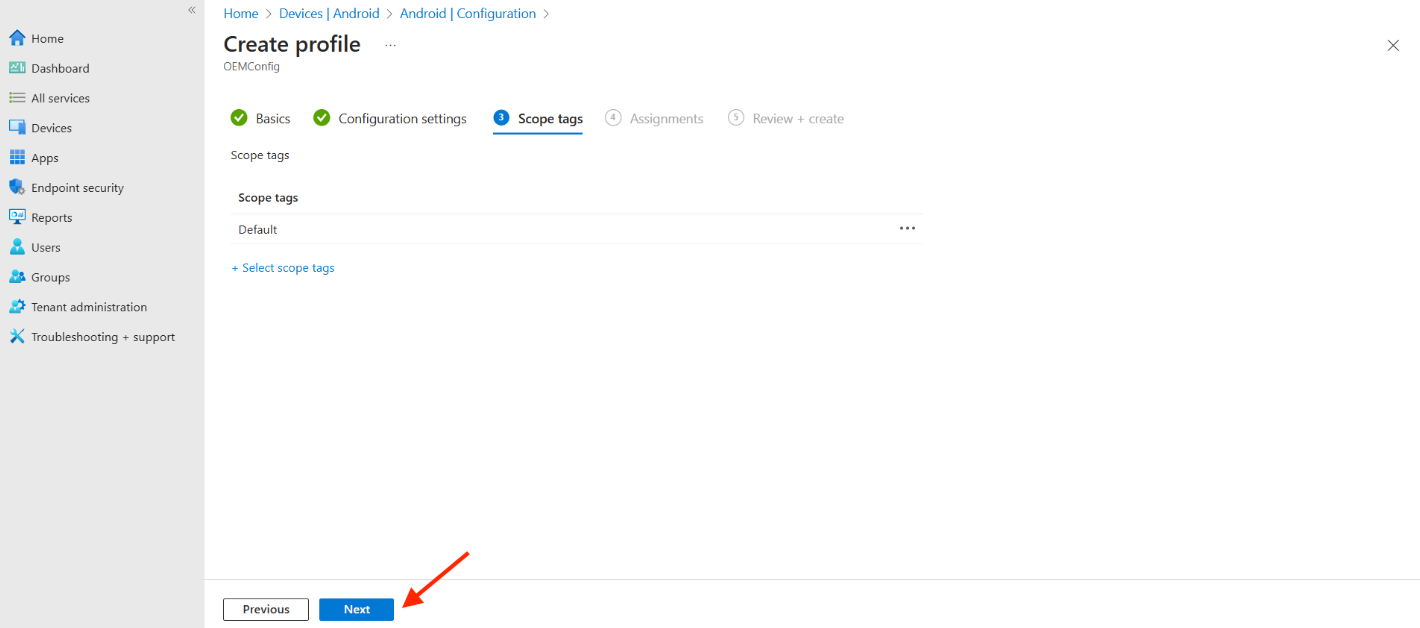 Home
Dashboard
All services
Devices
Apps
Endpoint security
Reports
Users
Groups
Tenant administration
Troubleshooting + support
Home > Devices | Android > Android | Configuration >
Create profile ...
OEMConfig
Basics Configuration settings 3 Scope tags 4 Assignments 5 Review + create
Scope tags
Scope tags
Default
+ Select scope tags
Previous Next